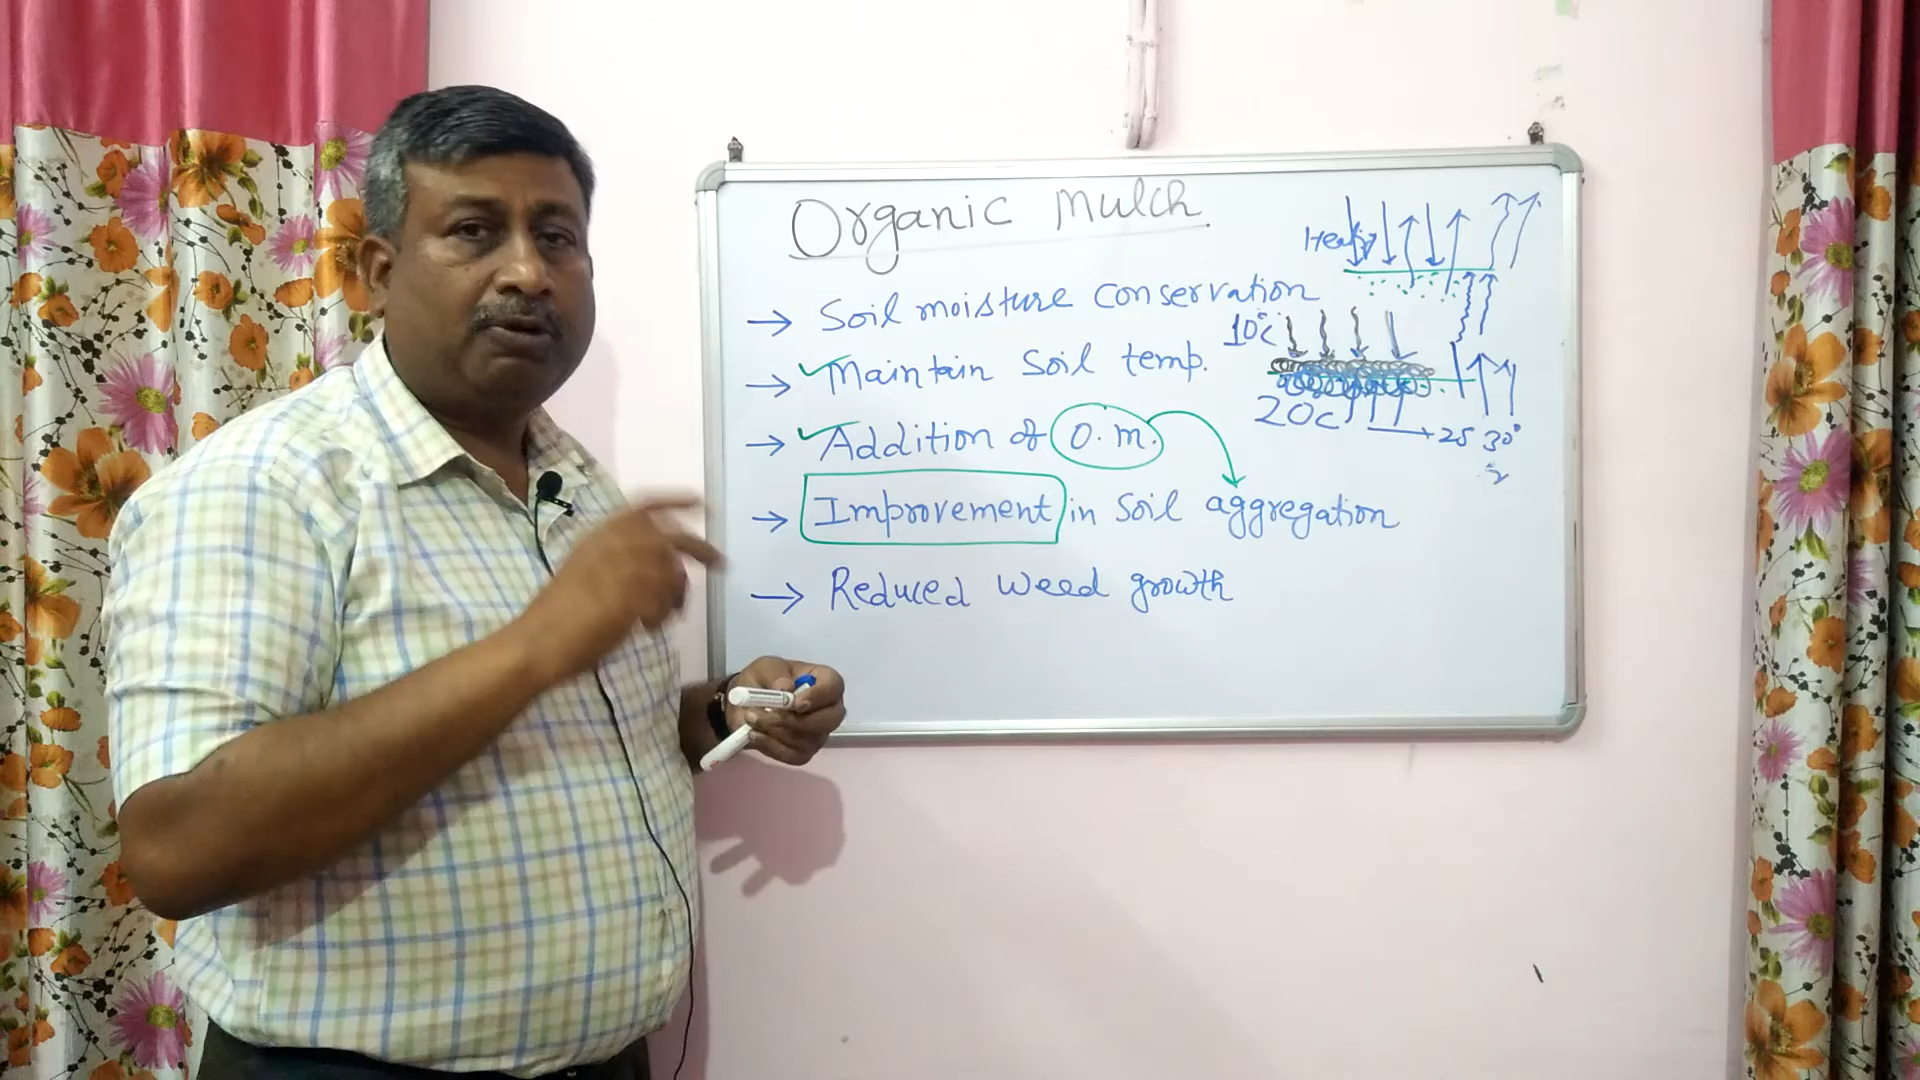 Organic Mulch.
→ Soil moisture conservation
→ ✓Maintain Soil temp.
→ ✓Addition of O.M.
→ Improvement in Soil aggregation
→ Reduced weed growth
10°C
20C
→ 25 30°